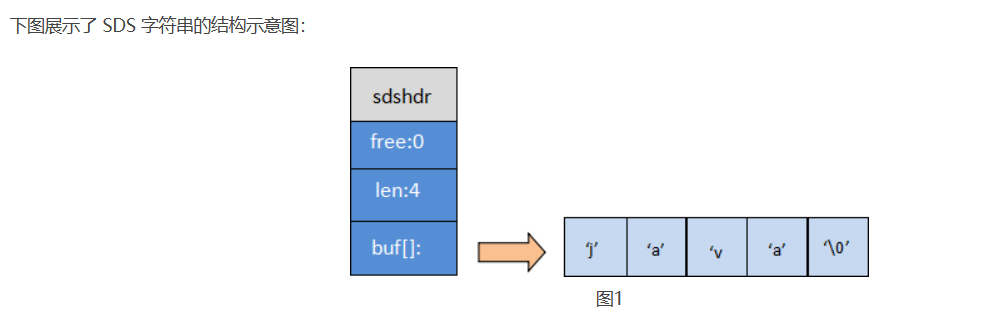 下图展示了 SDS 字符串的结构示意图：
sdshdr
free:0
len:4
buf[]:
‘j’ ‘a’ ‘v ‘a’ ‘\0’
图1